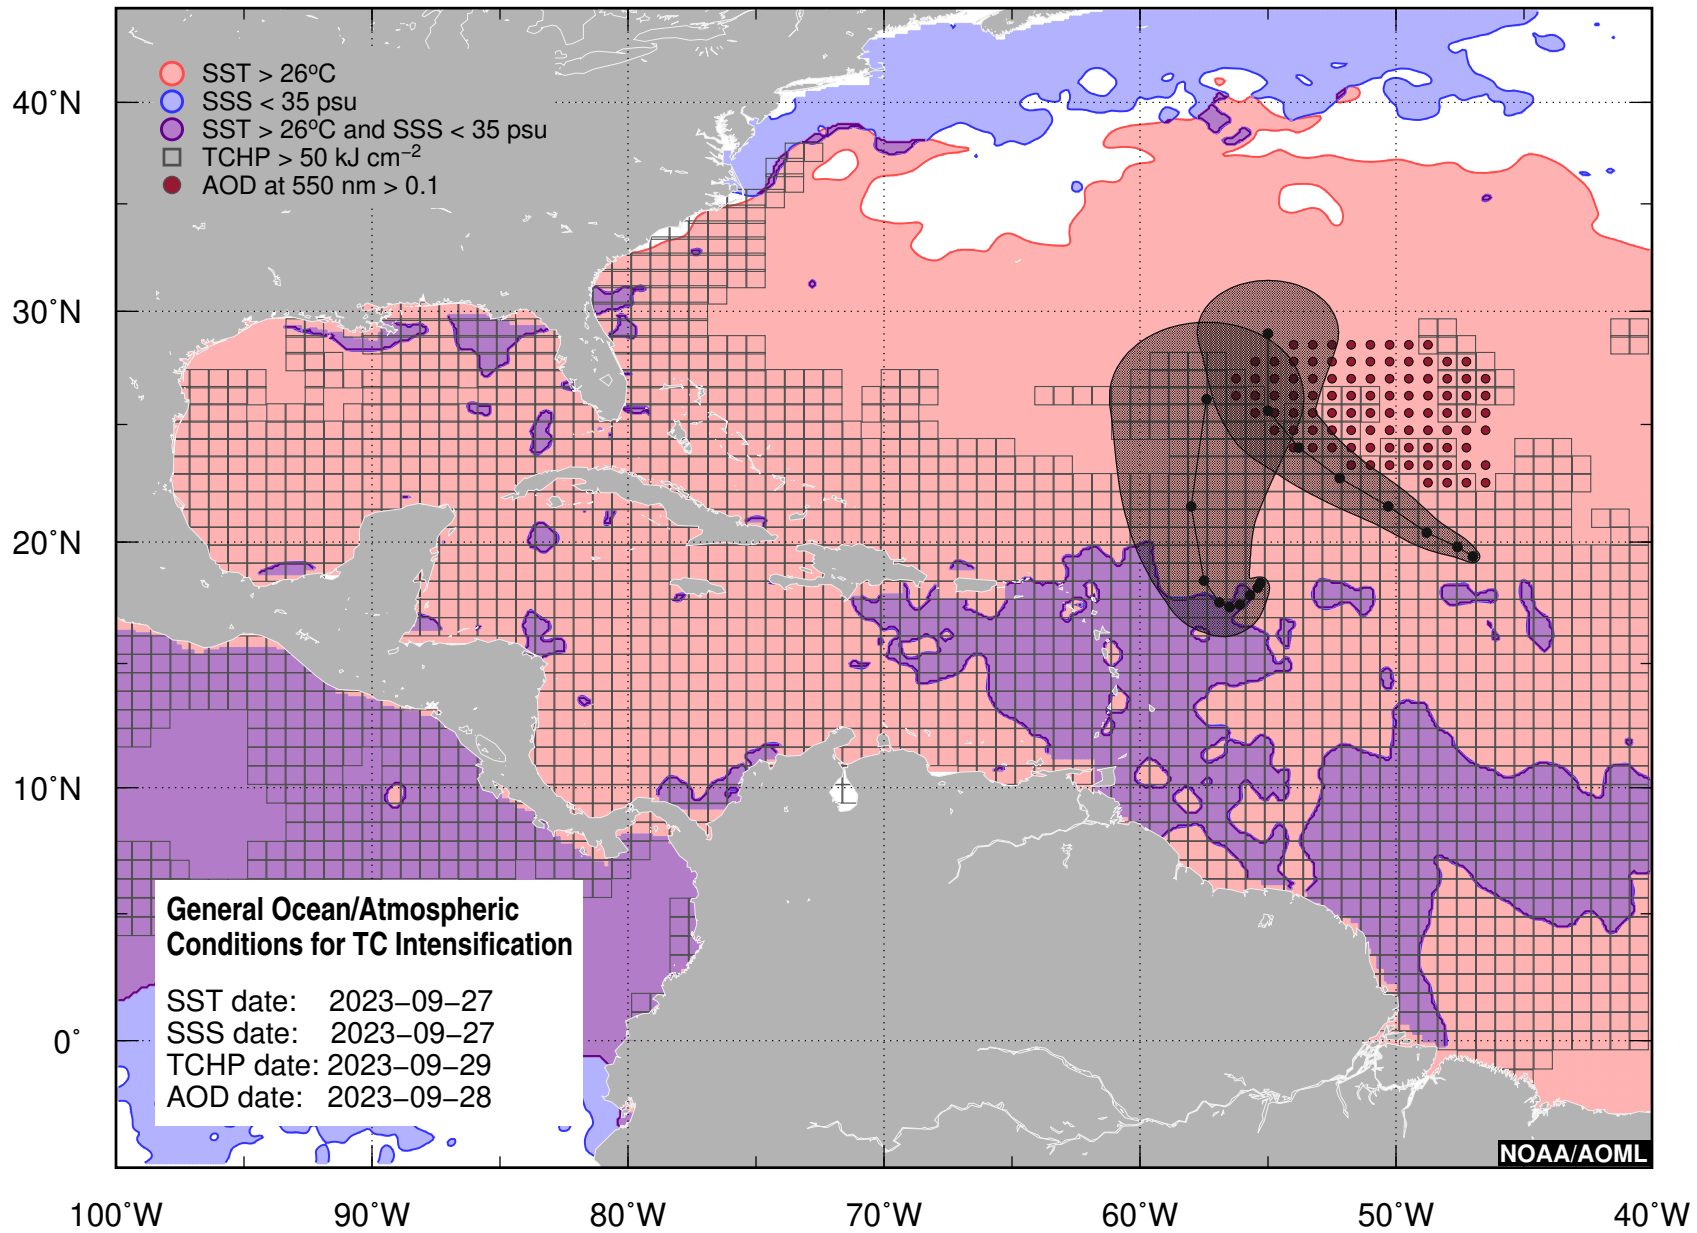 SST > 26°C
SSS < 35 psu
SST > 26°C and SSS < 35 psu
TCHP > 50 kJ cm⁻²
AOD at 550 nm > 0.1
40°N
30°N
20°N
10°N
0°
General Ocean/Atmospheric
Conditions for TC Intensification
SST date: 2023−09−27
SSS date: 2023−09−27
TCHP date: 2023−09−29
AOD date: 2023−09−28
NOAA/AOML
100°W 90°W 80°W 70°W 60°W 50°W 40°W